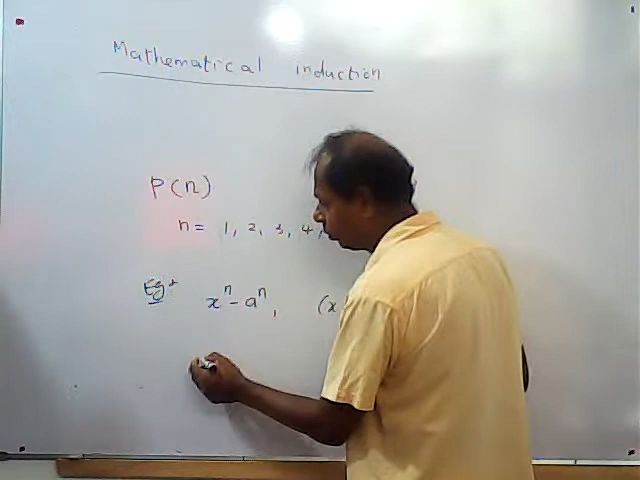 Mathematical induction
P(n)
n = 1, 2, 3, 4,
Eg:
xⁿ - aⁿ, (x